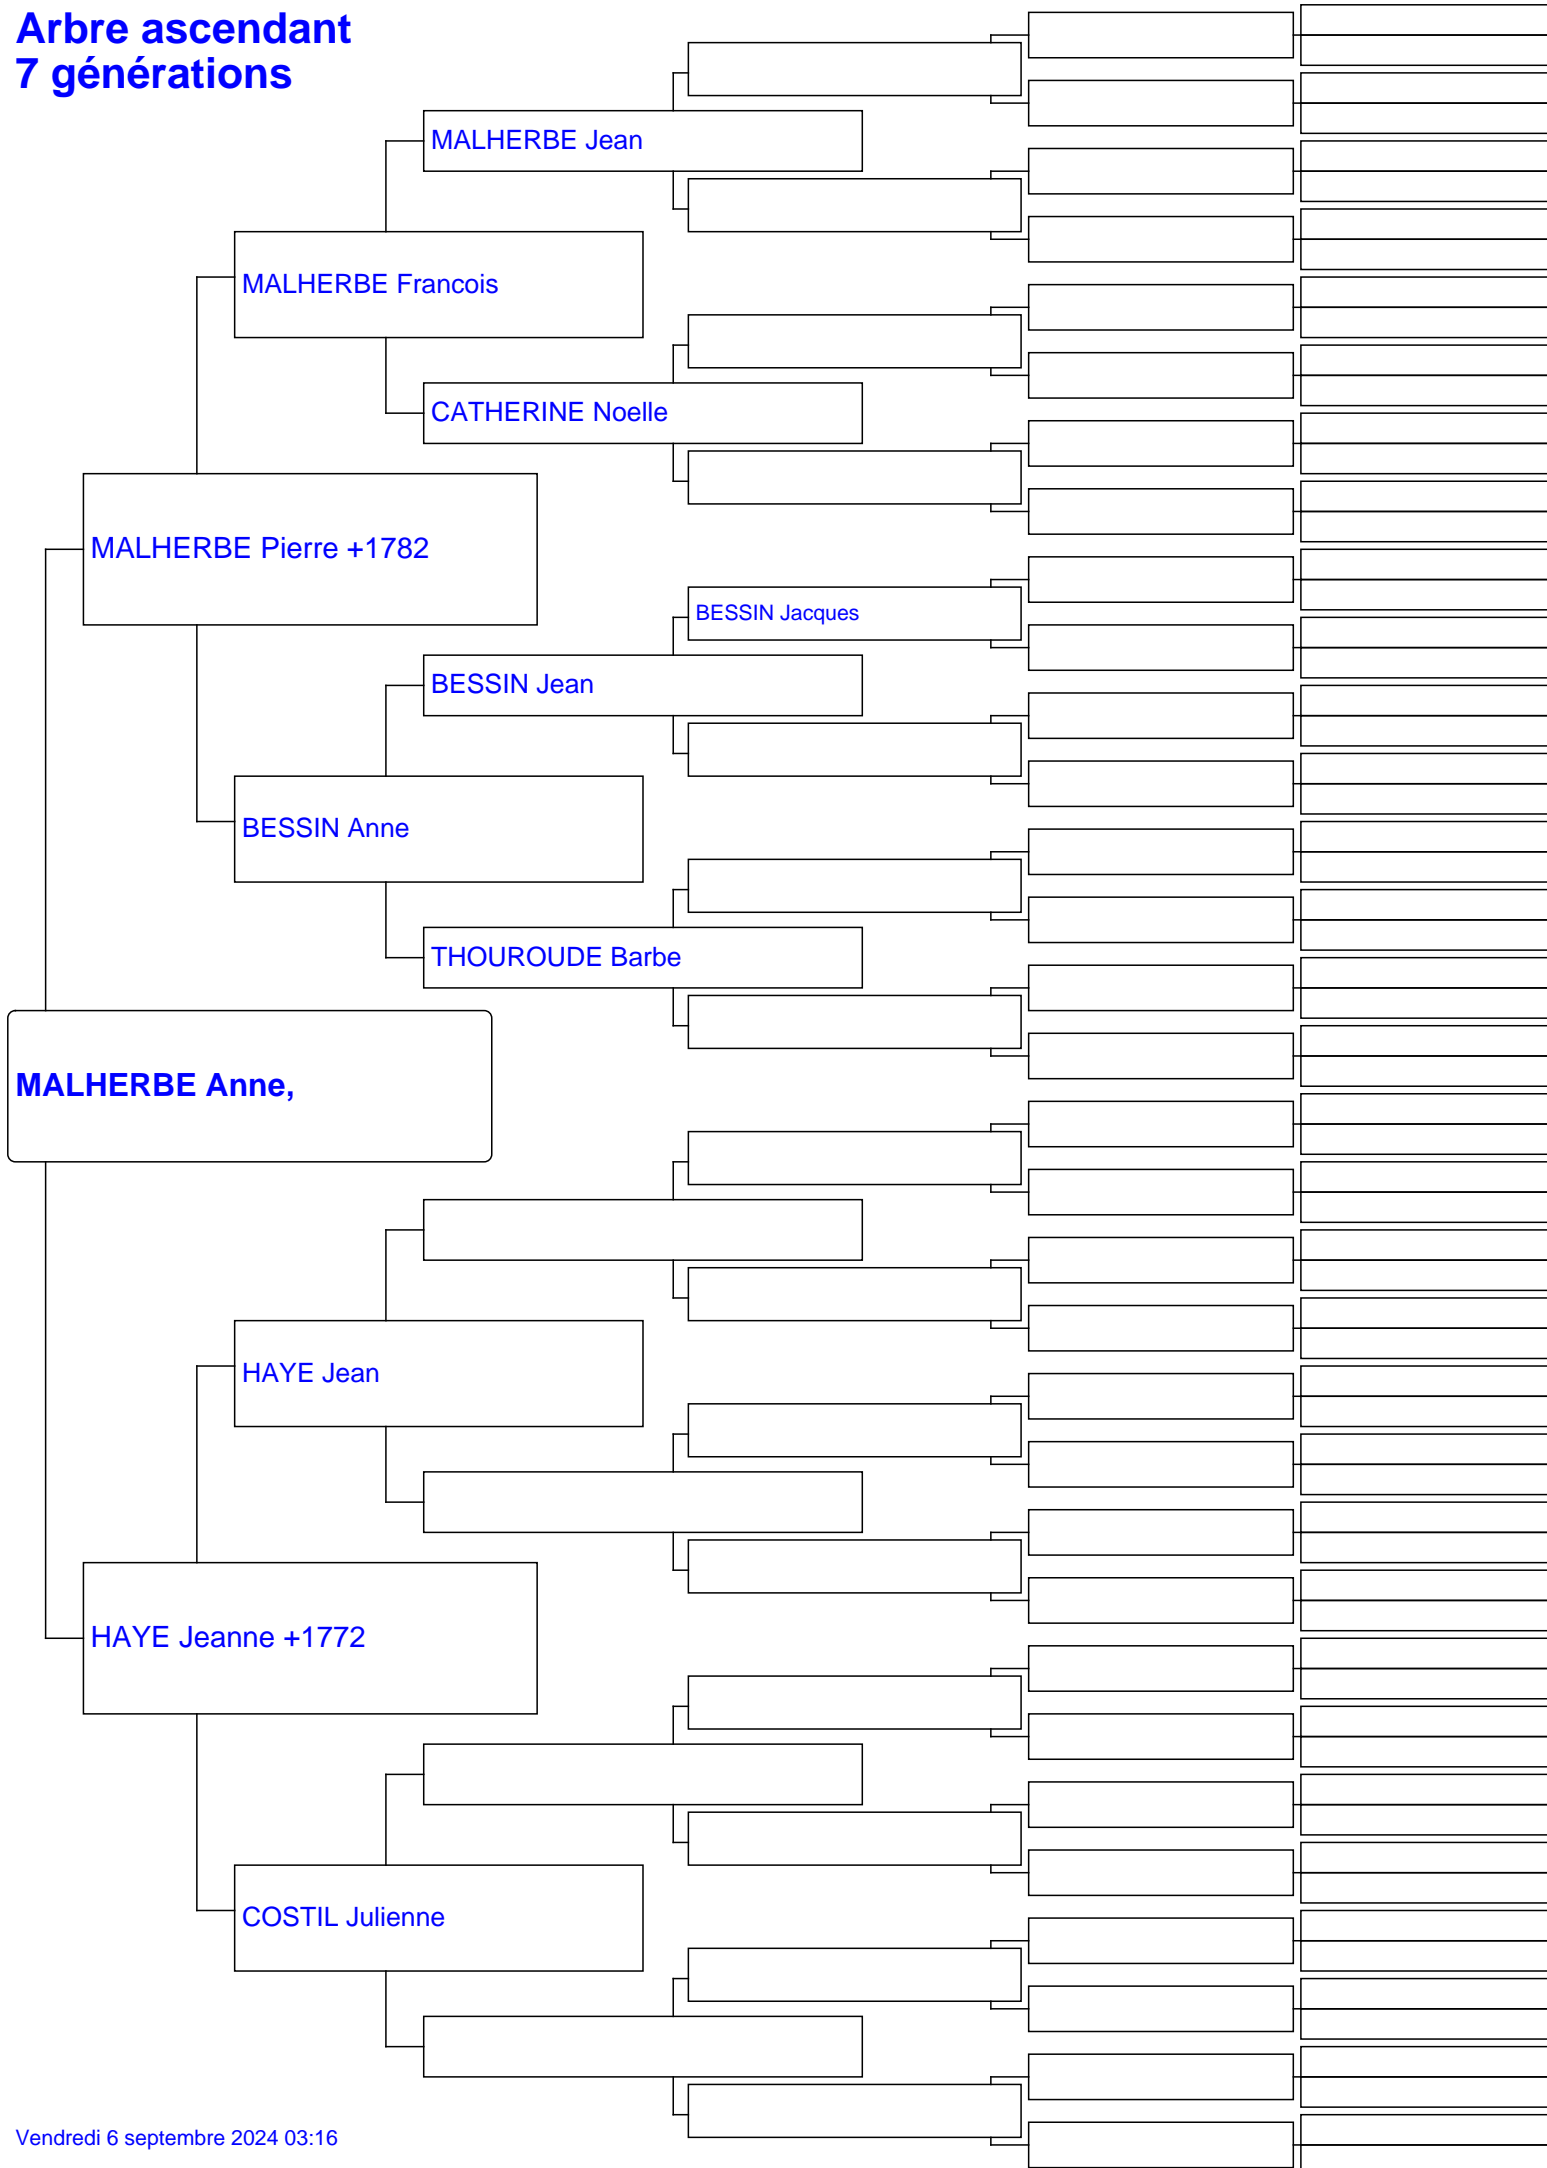 Arbre ascendant
7 générations
MALHERBE Jean
MALHERBE Francois
CATHERINE Noelle
MALHERBE Pierre +1782
BESSIN Jacques
BESSIN Jean
BESSIN Anne
THOUROUDE Barbe
MALHERBE Anne,
HAYE Jean
HAYE Jeanne +1772
COSTIL Julienne
Vendredi 6 septembre 2024 03:16